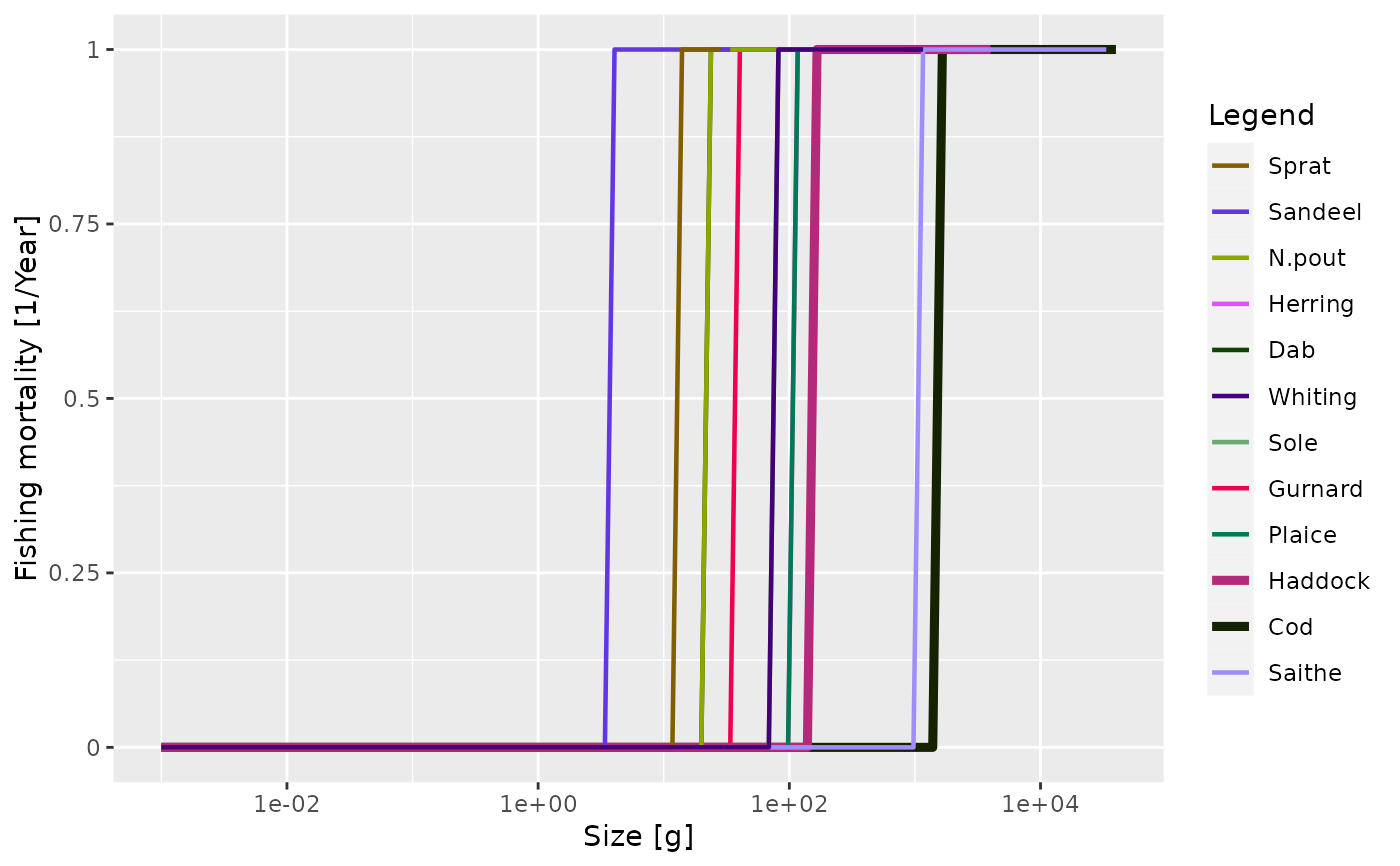 1
0.75
0.5
0.25
0
Fishing mortality [1/Year]
1e-02
1e+00
1e+02
1e+04
Size [g]
Legend
Sprat
Sandeel
N.pout
Herring
Dab
Whiting
Sole
Gurnard
Plaice
Haddock
Cod
Saithe